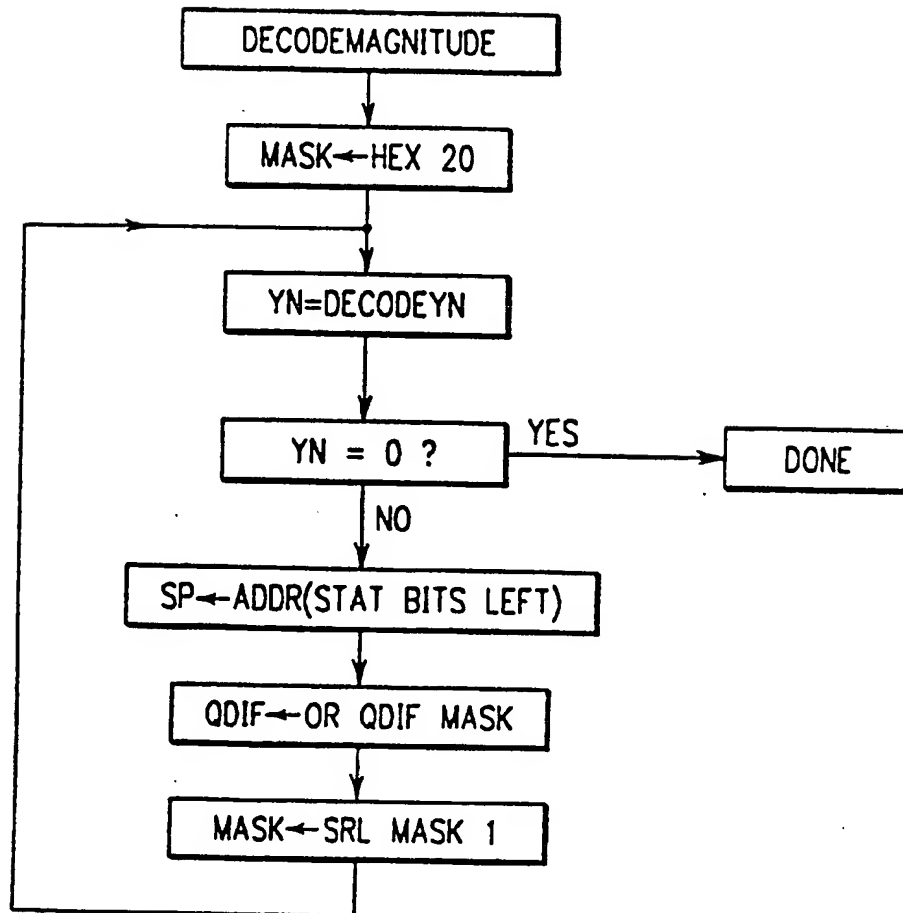 DECODEMAGNITUDE
MASK←HEX 20
YN=DECODEYN
YN = 0 ?
YES
DONE
NO
SP←ADDR(STAT BITS LEFT)
QDIF←OR QDIF MASK
MASK←SRL MASK 1